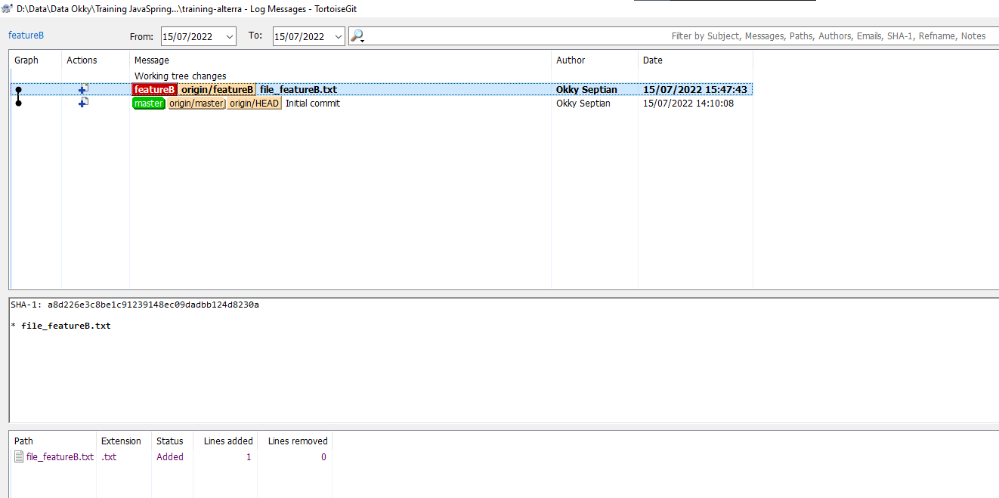 D:\Data\Data Okky\Training JavaSpring...\training-alterra - Log Messages - TortoiseGit
featureB From: 15/07/2022 To: 15/07/2022 Filter by Subject, Messages, Paths, Authors, Emails, SHA-1, Refname, Notes
Graph Actions Message Author Date
Working tree changes
featureB origin/featureB file_featureB.txt Okky Septian 15/07/2022 15:47:43
master origin/master origin/HEAD Initial commit Okky Septian 15/07/2022 14:10:08
SHA-1: a8d226e3c8be1c91239148ec09dadbb124d8230a
* file_featureB.txt
Path Extension Status Lines added Lines removed
file_featureB.txt .txt Added 1 0